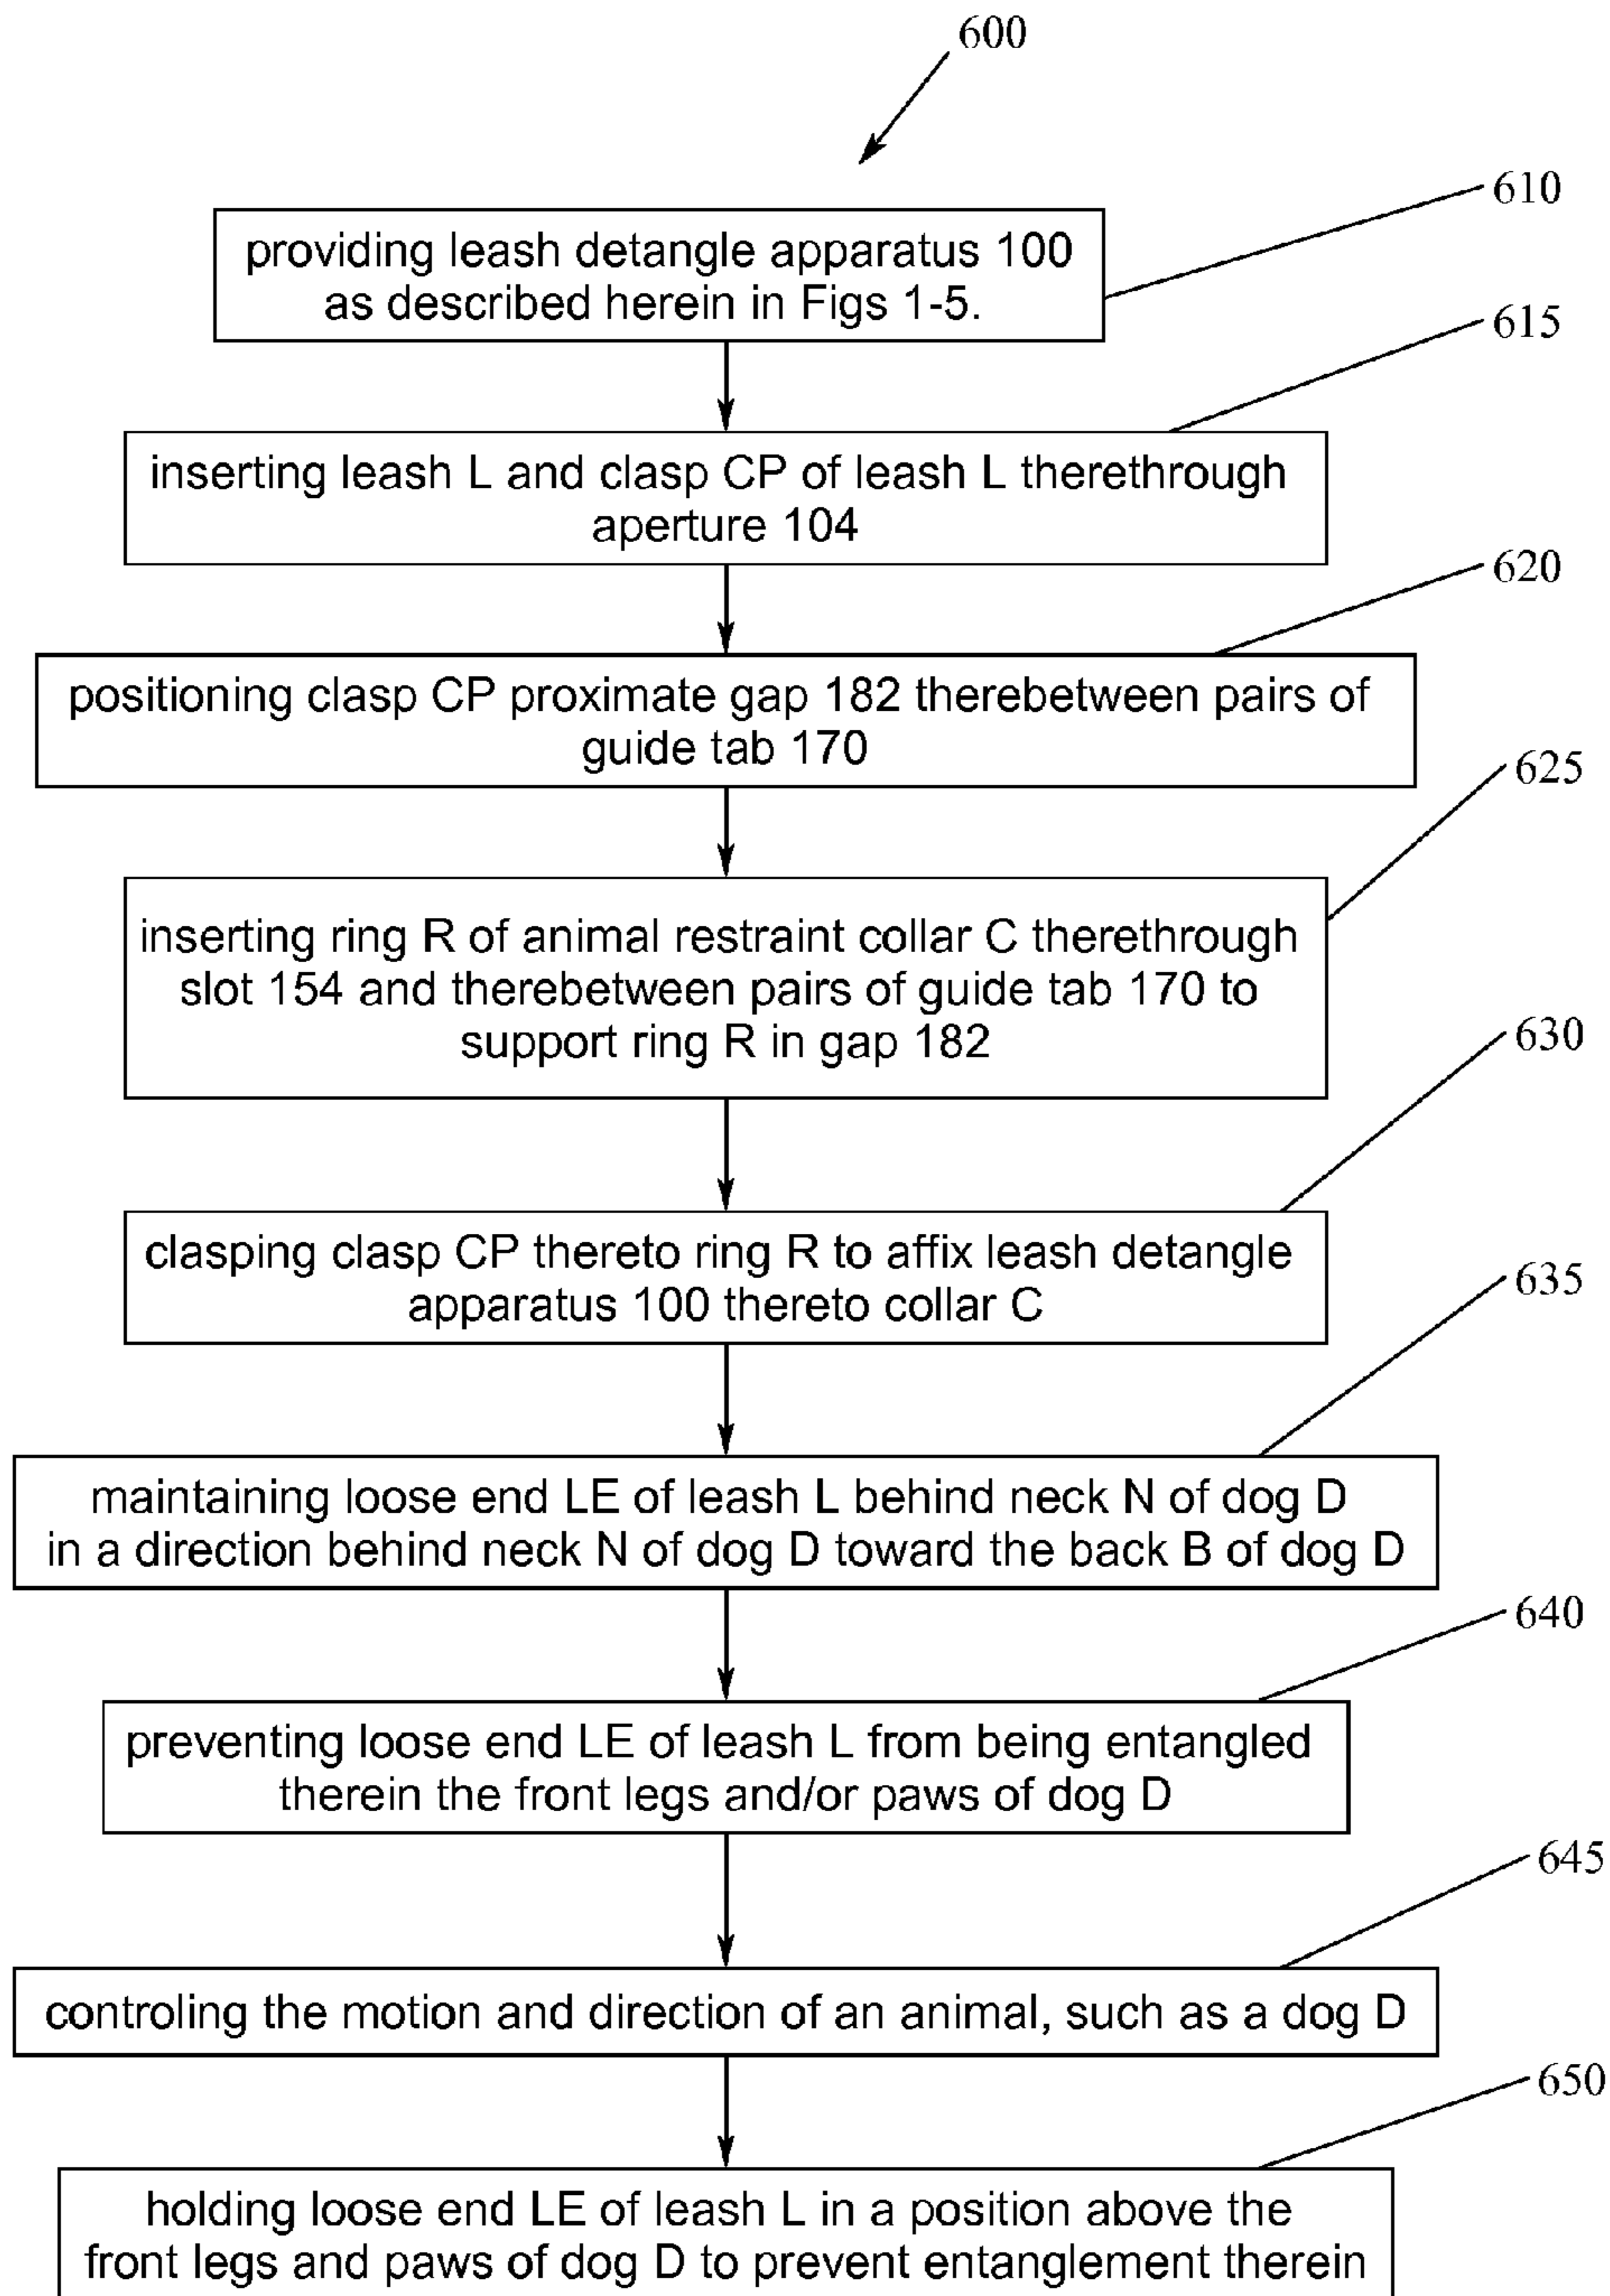 600
610
providing leash detangle apparatus 100
as described herein in Figs 1-5.
615
inserting leash L and clasp CP of leash L therethrough
aperture 104
620
positioning clasp CP proximate gap 182 therebetween pairs of
guide tab 170
625
inserting ring R of animal restraint collar C therethrough
slot 154 and therebetween pairs of guide tab 170 to
support ring R in gap 182
630
clasping clasp CP thereto ring R to affix leash detangle
apparatus 100 thereto collar C
635
maintaining loose end LE of leash L behind neck N of dog D
in a direction behind neck N of dog D toward the back B of dog D
640
preventing loose end LE of leash L from being entangled
therein the front legs and/or paws of dog D
645
controling the motion and direction of an animal, such as a dog D
650
holding loose end LE of leash L in a position above the
front legs and paws of dog D to prevent entanglement therein